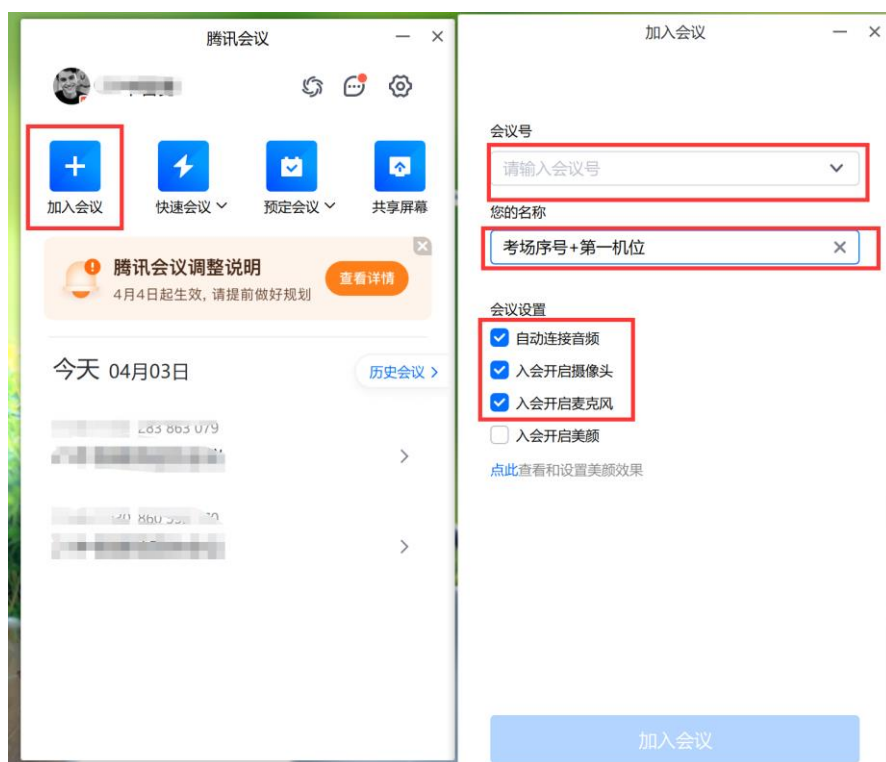 腾讯会议
加入会议
快速会议
预定会议
共享屏幕
腾讯会议调整说明
4月4日起生效, 请提前做好规划
查看详情
今天 04月03日
历史会议
283 863 079
加入会议
会议号
请输入会议号
您的名称
考场序号+第一机位
会议设置
自动连接音频
入会开启摄像头
入会开启麦克风
入会开启美颜
点此查看和设置美颜效果
加入会议